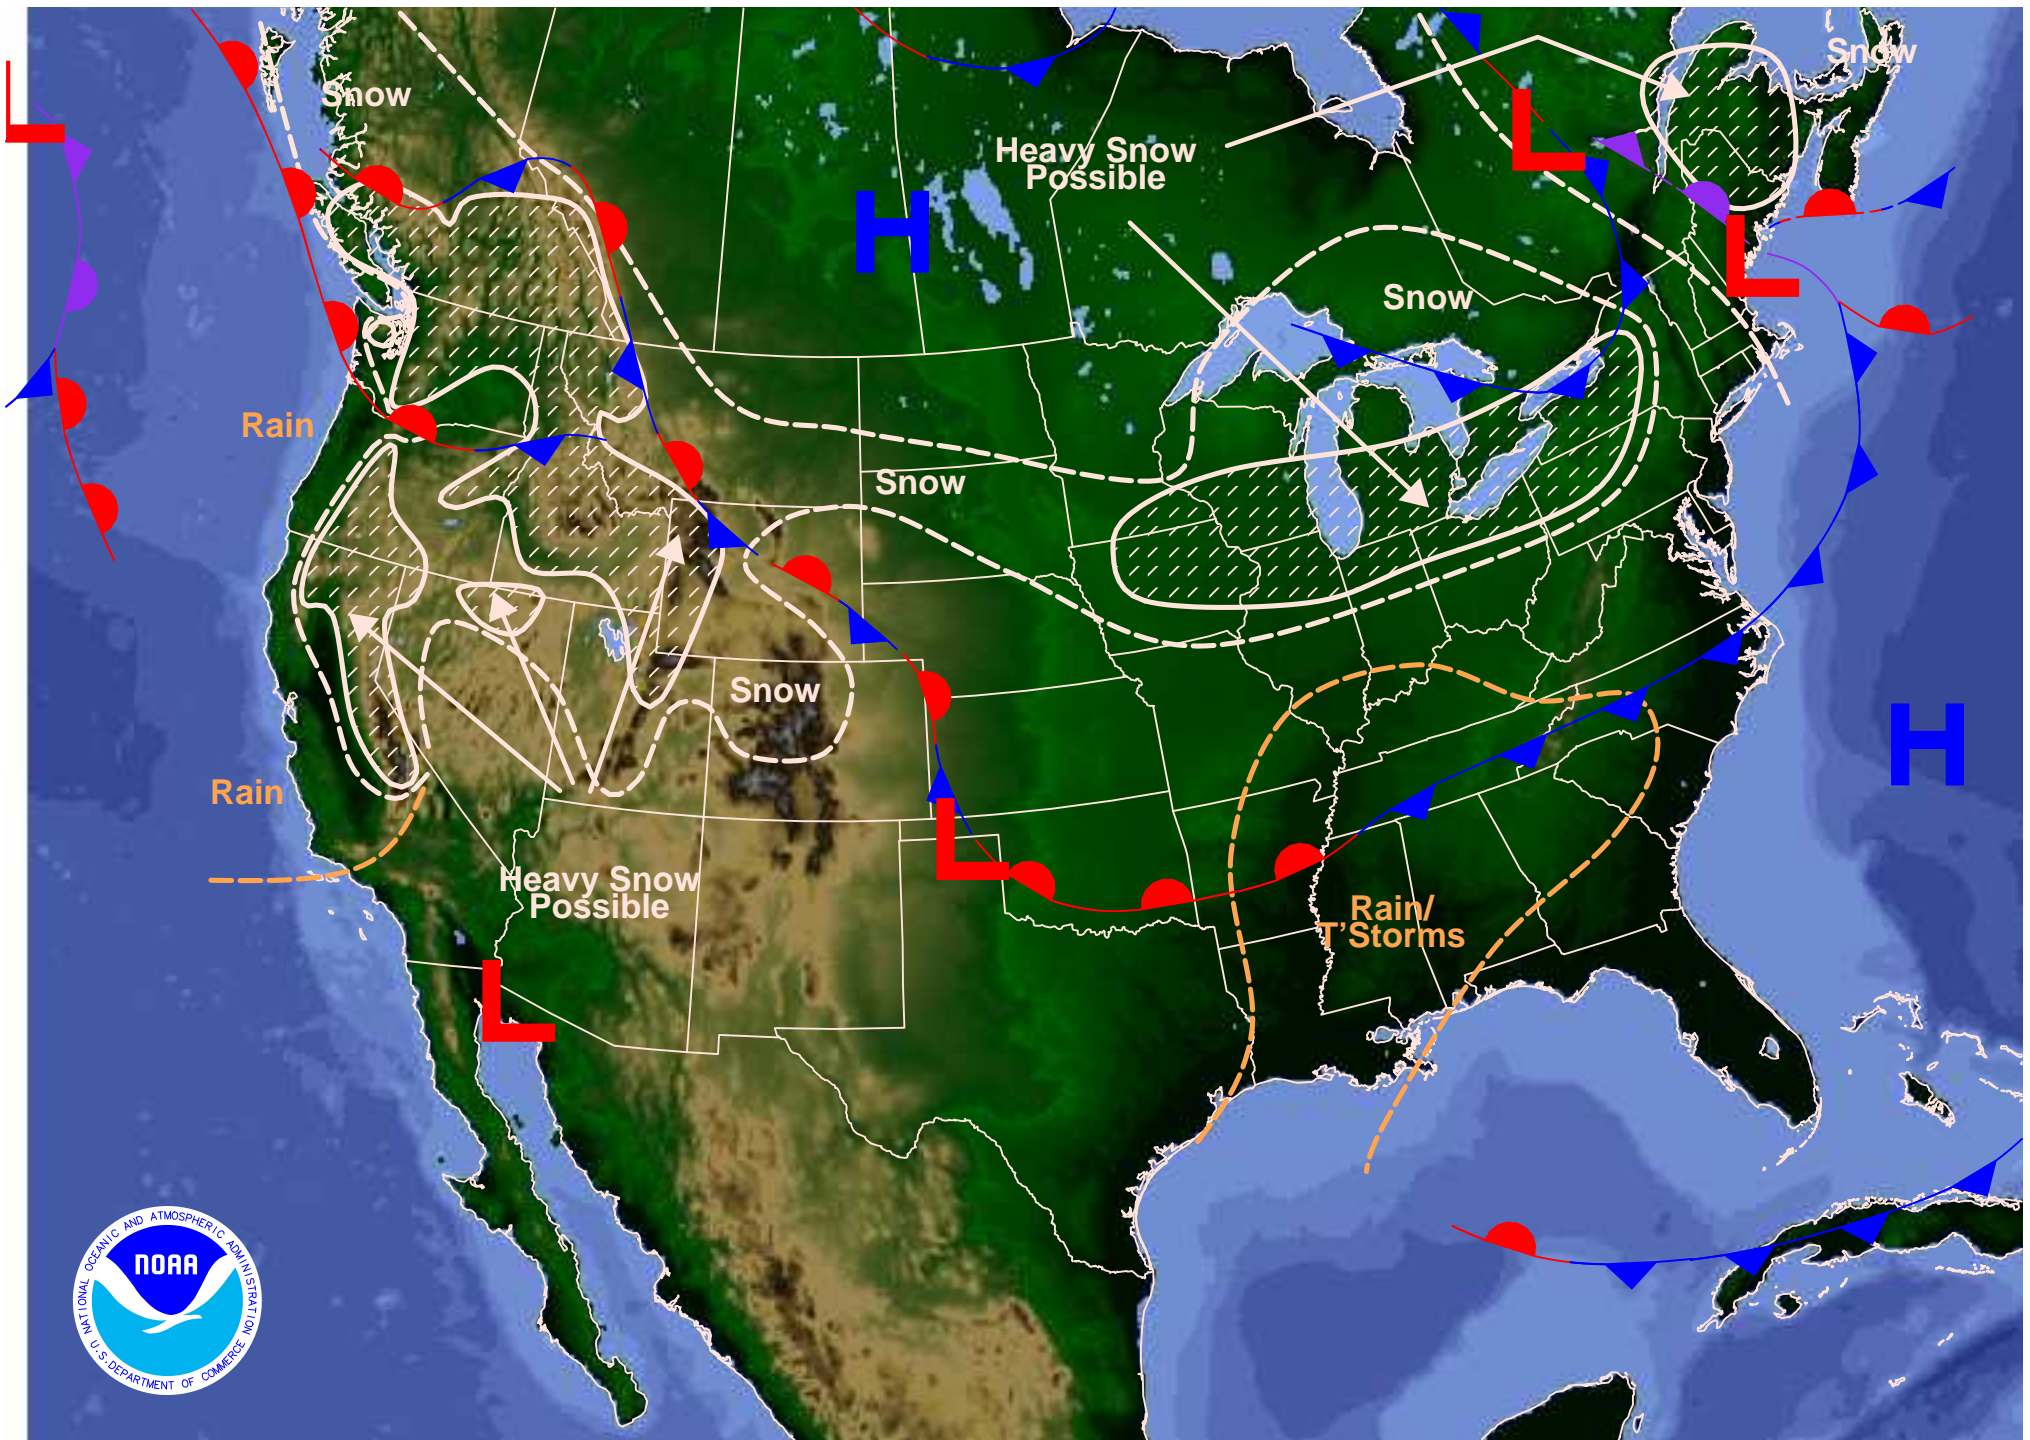 Snow
Snow
L
L
Heavy Snow
Possible
H
L
Snow
Rain
Snow
Snow
H
Rain
L
Heavy Snow
Possible
Rain/
T'Storms
L
NATIONAL OCEANIC AND ATMOSPHERIC ADMINISTRATION
NOAA
U.S. DEPARTMENT OF COMMERCE